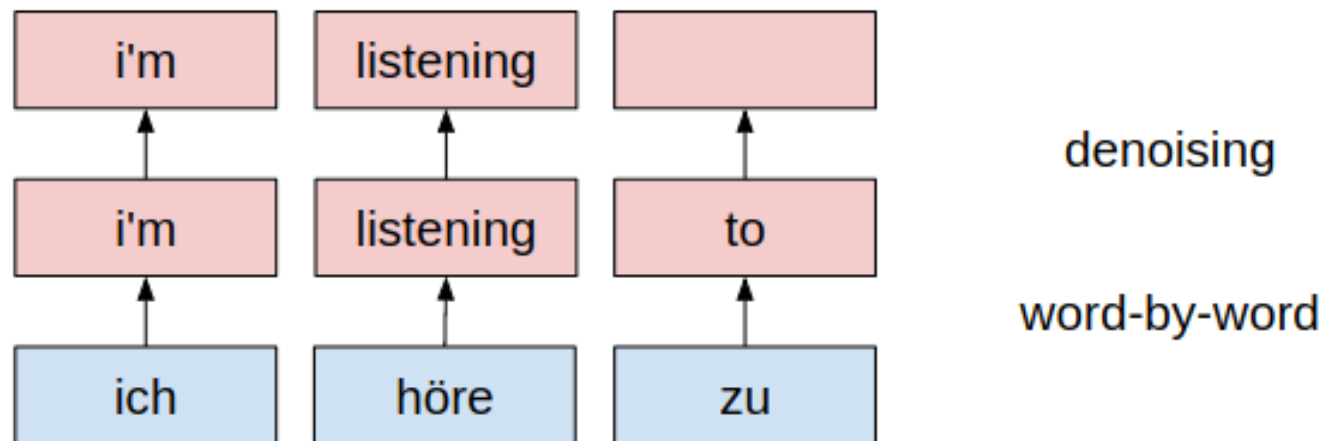 i'm listening
denoising
i'm listening to
word-by-word
ich höre zu